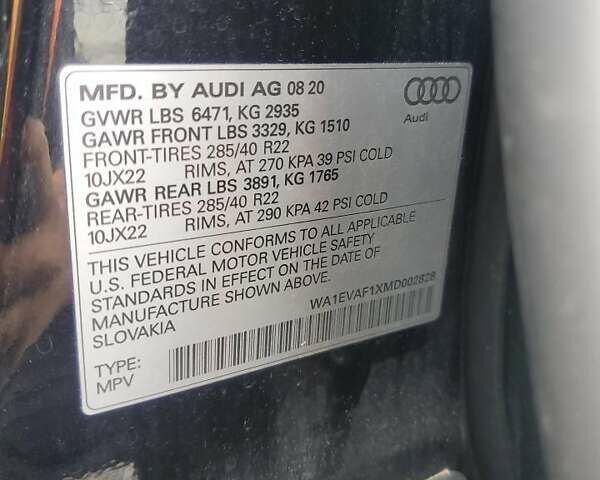 MFD. BY AUDI AG 08 20
GVWR LBS 6471, KG 2935
GAWR FRONT LBS 3329, KG 1510
FRONT-TIRES 285/40 R22
10JX22 RIMS, AT 270 KPA 39 PSI COLD
GAWR REAR LBS 3891, KG 1765
REAR-TIRES 285/40 R22
10JX22 RIMS, AT 290 KPA 42 PSI COLD
Audi
THIS VEHICLE CONFORMS TO ALL APPLICABLE
U.S. FEDERAL MOTOR VEHICLE SAFETY
STANDARDS IN EFFECT ON THE DATE OF
MANUFACTURE SHOWN ABOVE.
SLOVAKIA
WA1EVAF1XMD002828
TYPE:
MPV